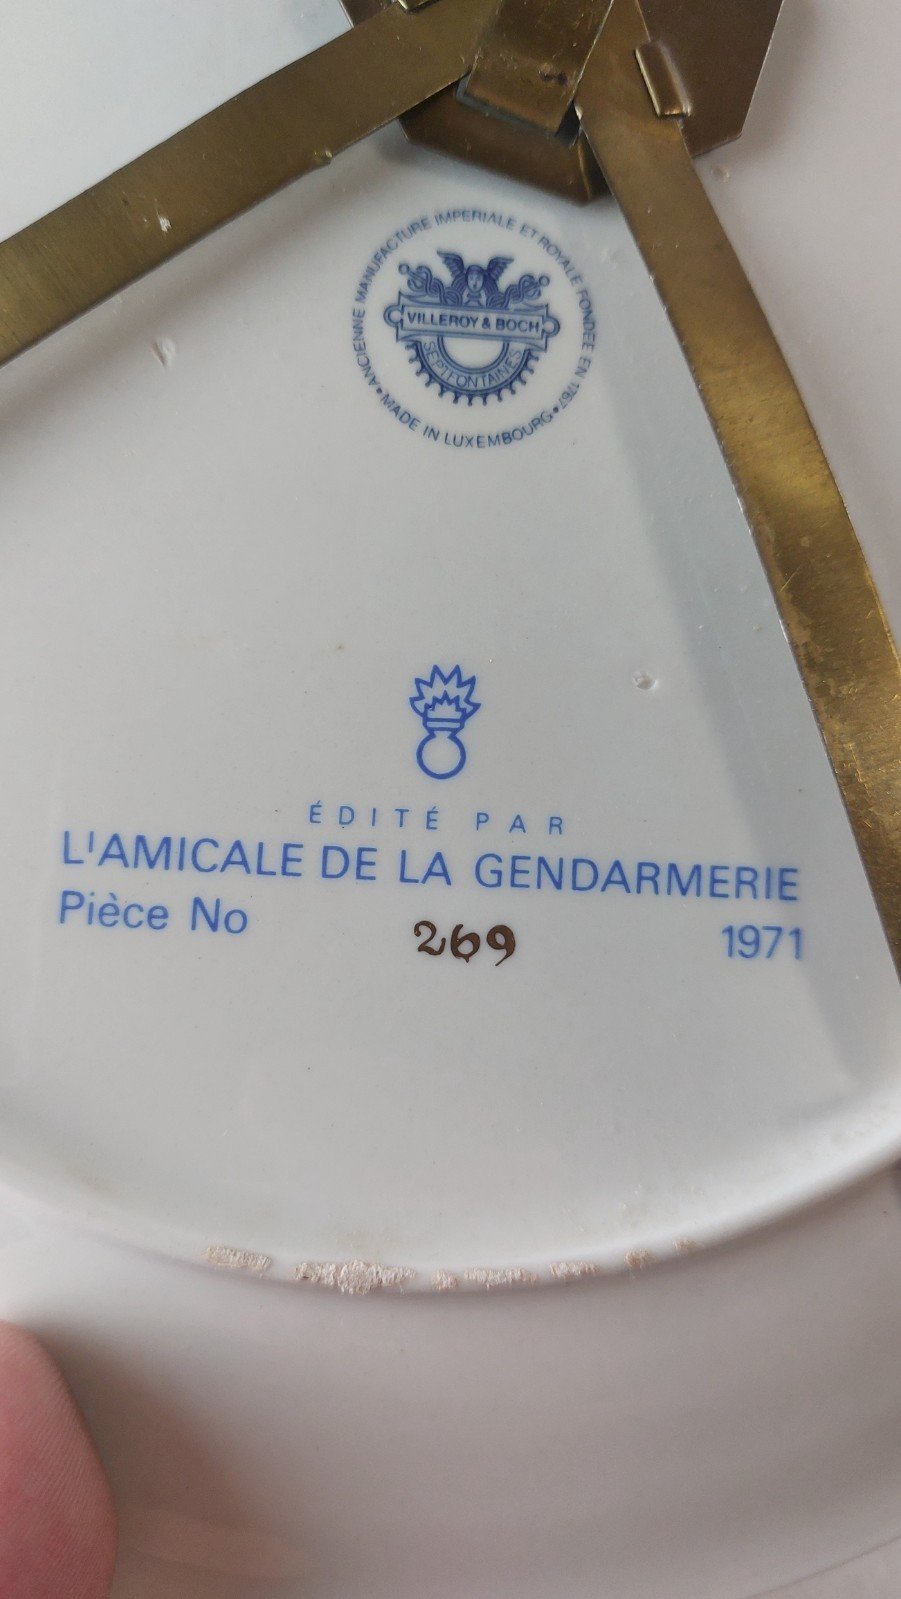 ANCIENNE MANUFACTURE IMPERIALE ET ROYALE FONDEE EN 1767
VILLEROY & BOCH
SEPTFONTAINES
MADE IN LUXEMBOURG
ÉDITÉ PAR
L'AMICALE DE LA GENDARMERIE
Pièce No 269 1971